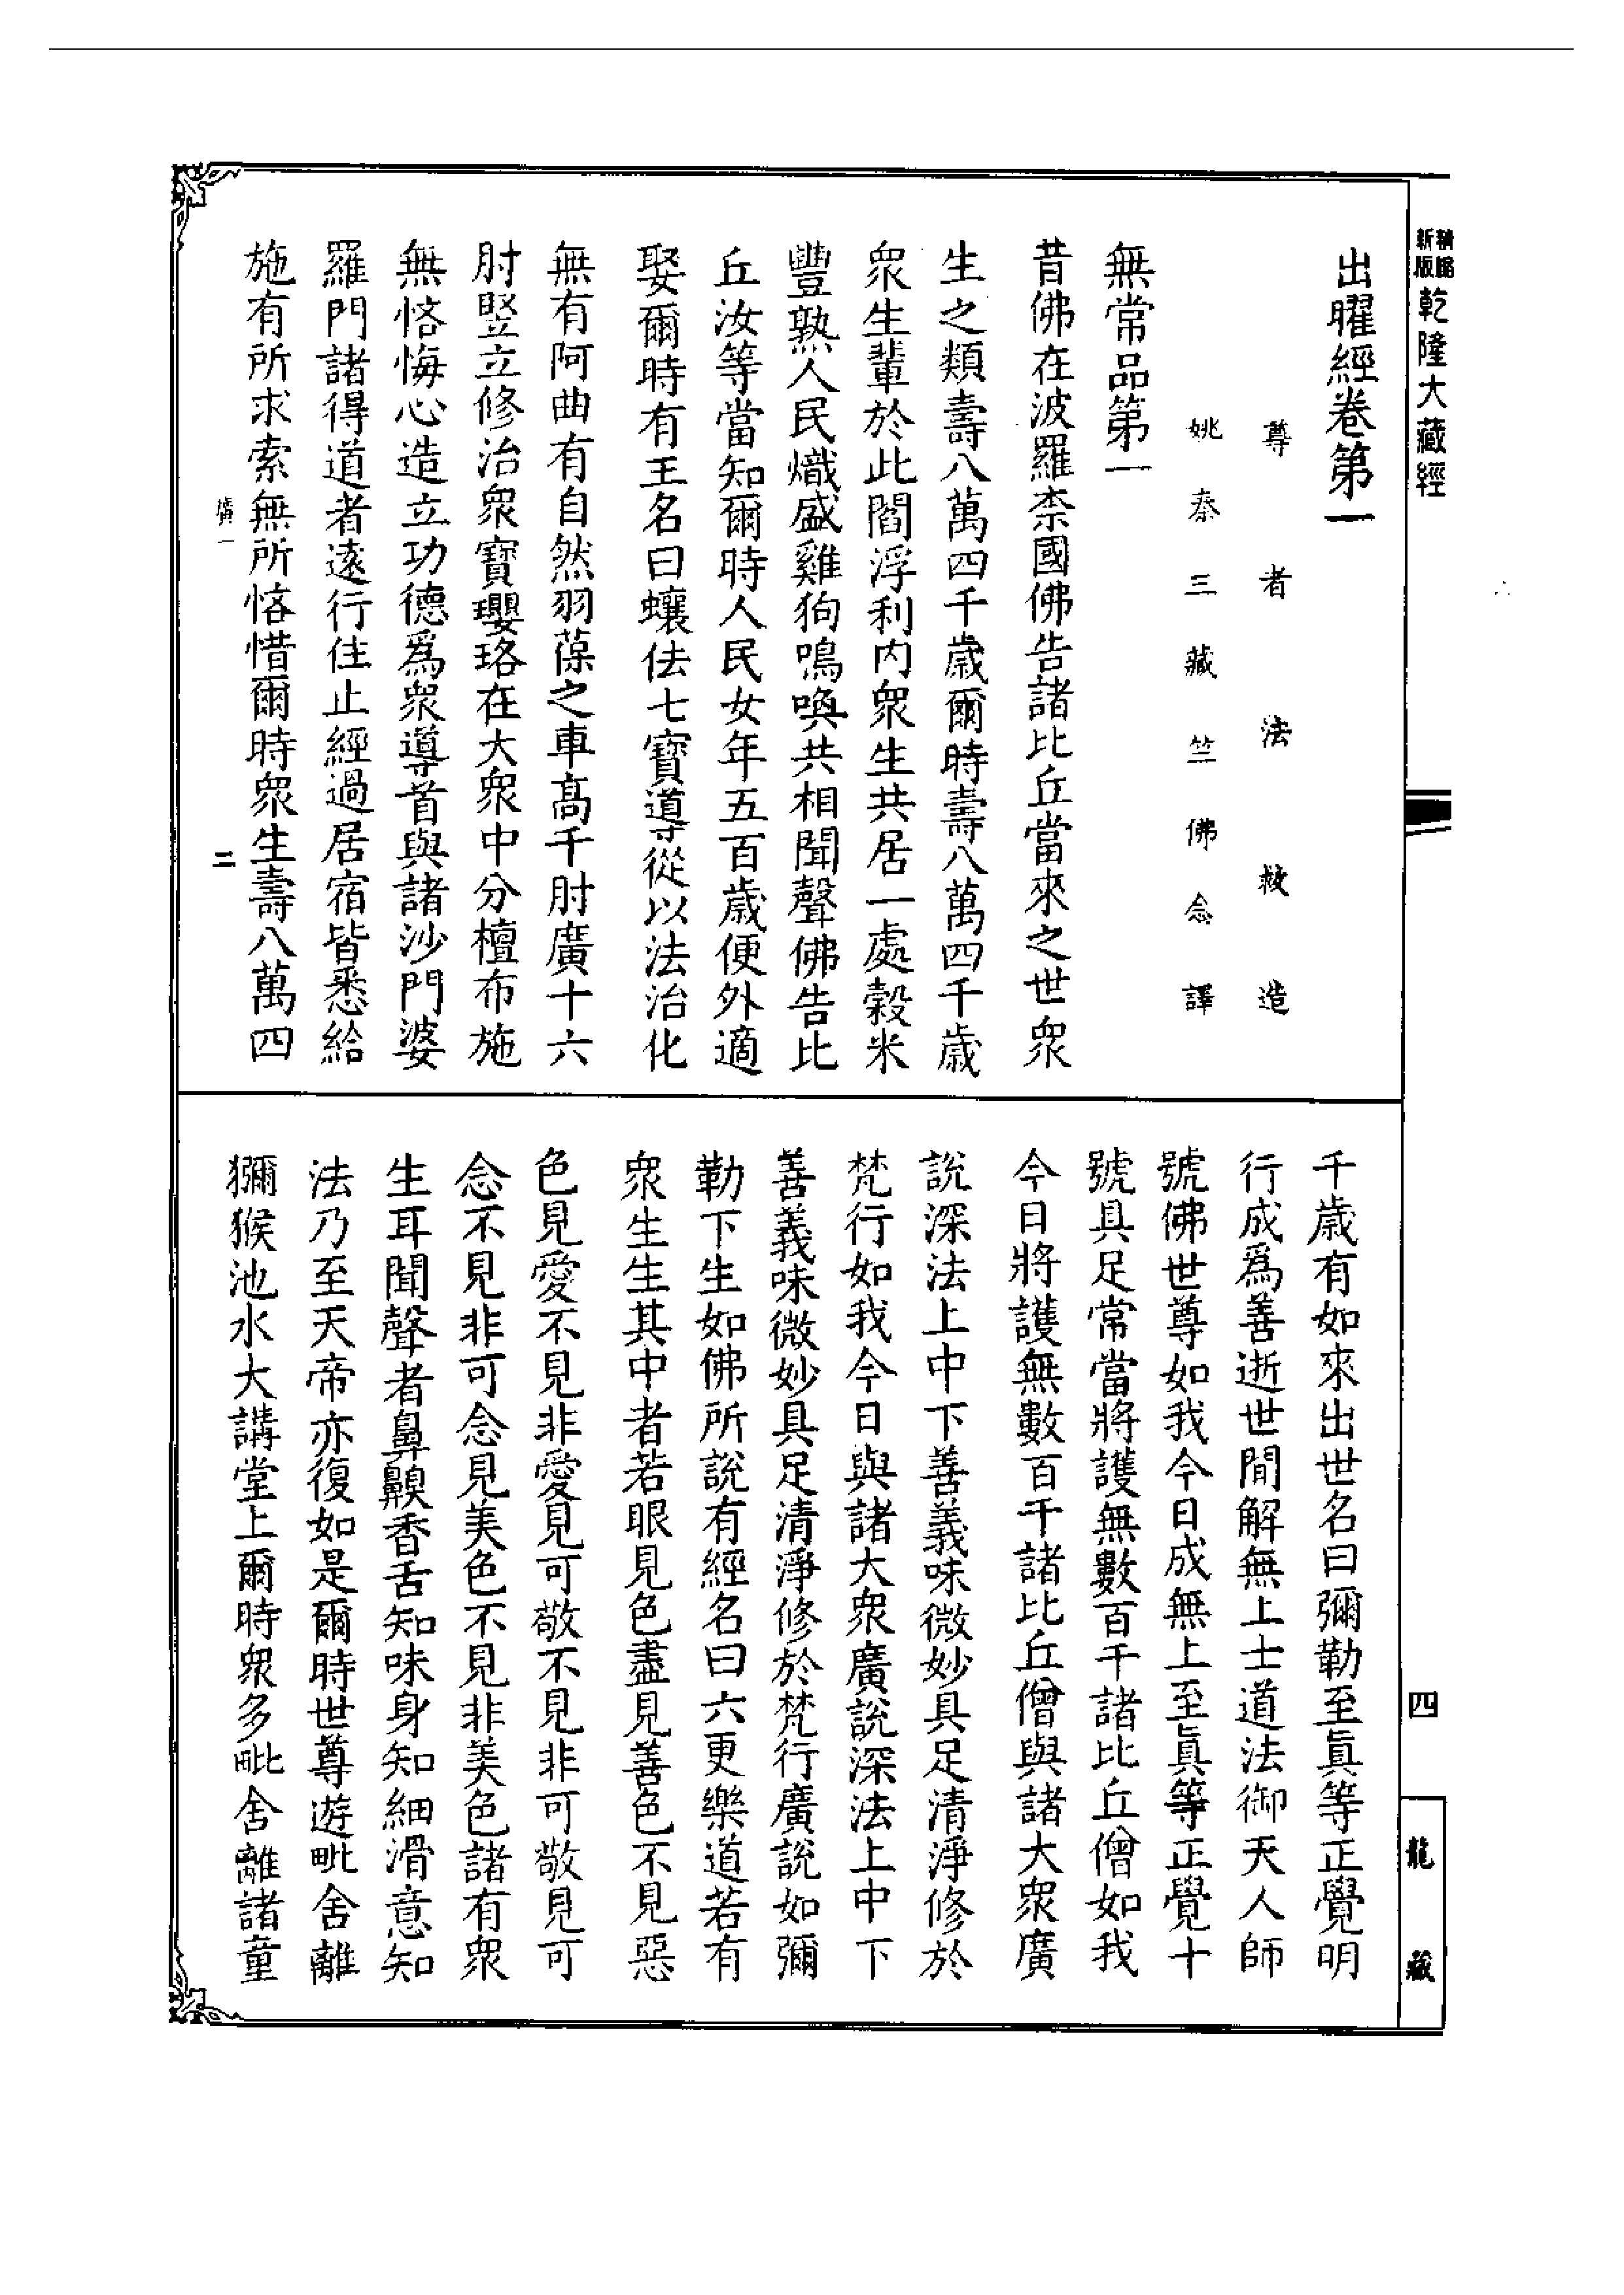 新版
精縮
乾隆大藏經
出曜經卷第一
尊者法救造
姚秦三藏竺佛念譯
無常品第一
昔佛在波羅柰國佛告諸比丘當來之世眾
生之類壽八萬四千歲爾時壽八萬四千歲
眾生輩於此閻浮利內眾生共居一處穀米
豐熟人民熾盛雞狗鳴喚共相聞聲佛告比
丘汝等當知爾時人民女年五百歲便外適
娶爾時有王名曰蠰佉七寶導從以法治化
無有阿曲有自然羽葆之車高千肘廣十六
肘豎立修治眾寶瓔珞在大眾中分檀布施
無悋悔心造立功德爲眾導首與諸沙門婆
羅門諸得道者遠行住止經過居宿皆悉給
施有所求索無所悋惜爾時眾生壽八萬四
二
千歲有如來出世名曰彌勒至眞等正覺明
行成爲善逝世間解無上士道法御天人師
號佛世尊如我今日成無上至眞等正覺十
號具足常當將護無數百千諸比丘僧如我
今日將護無數百千諸比丘僧與諸大眾廣
說深法上中下善義味微妙具足清淨修於
梵行如我今日與諸大眾廣說深法上中下
善義味微妙具足清淨修於梵行廣說如彌
勒下生如佛所說有經名曰六更樂道若有
眾生生其中者若眼見色盡見善色不見惡
色見愛不見非愛見可敬不見非可敬見可
念不見非可念見美色不見非美色諸有眾
生耳聞聲者鼻齅香舌知味身知細滑意知
法乃至天帝亦復如是爾時世尊遊毗舍離
獼猴池水大講堂上爾時眾多毗舍離諸童
四
龍藏